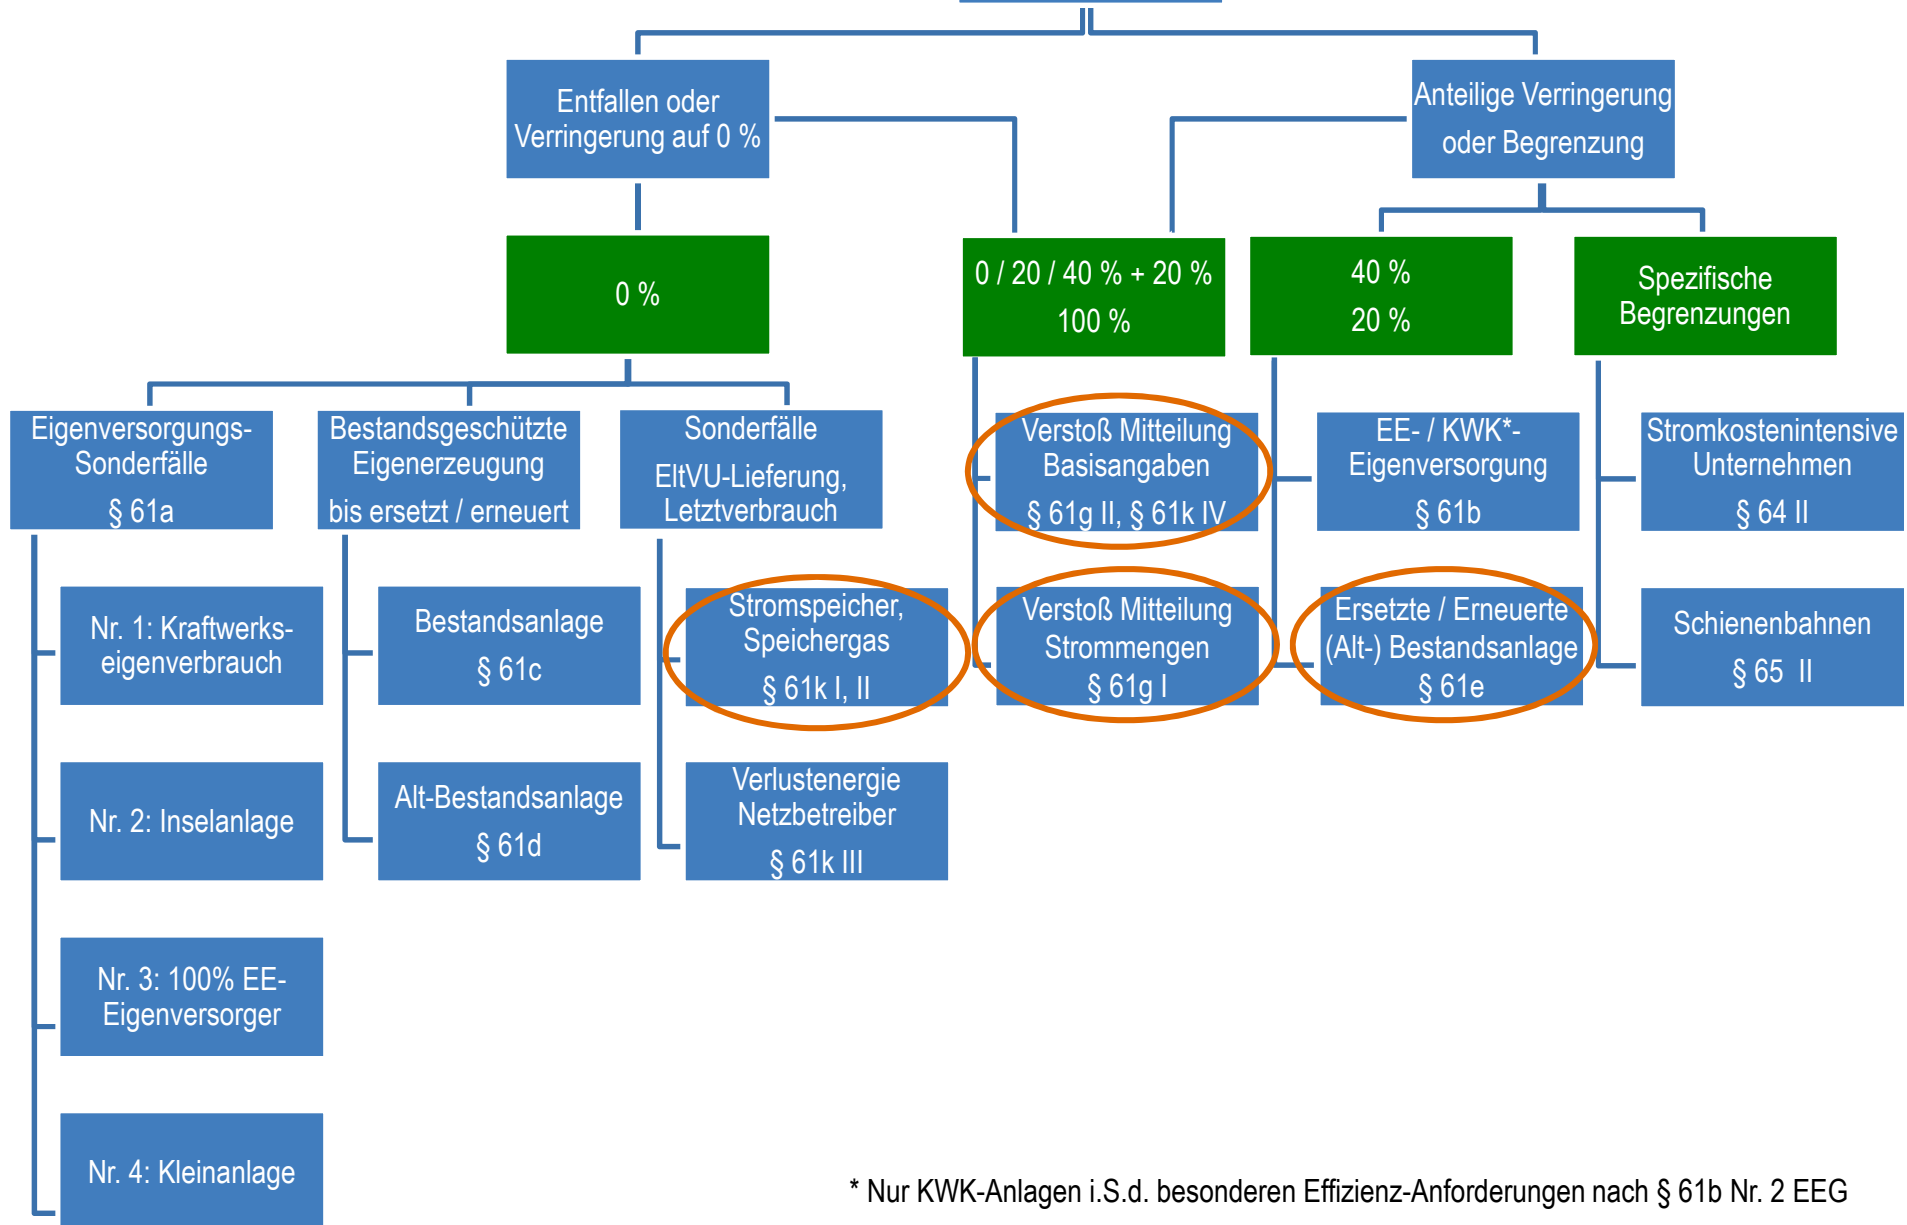 Entfallen oder
Verringerung auf 0 %
Anteilige Verringerung
oder Begrenzung
0 %
0 / 20 / 40 % + 20 %
100 %
40 %
20 %
Spezifische
Begrenzungen
Eigenversorgungs-
Sonderfälle
§ 61a
Bestandsgeschützte
Eigenerzeugung
bis ersetzt / erneuert
Sonderfälle
EltVU-Lieferung,
Letztverbrauch
Verstoß Mitteilung
Basisangaben
§ 61g II, § 61k IV
EE- / KWK*-
Eigenversorgung
§ 61b
Stromkostenintensive
Unternehmen
§ 64 II
Nr. 1: Kraftwerks-
eigenverbrauch
Bestandsanlage
§ 61c
Stromspeicher,
Speichergas
§ 61k I, II
Verstoß Mitteilung
Strommengen
§ 61g I
Ersetzte / Erneuerte
(Alt-) Bestandsanlage
§ 61e
Schienenbahnen
§ 65 II
Nr. 2: Inselanlage
Alt-Bestandsanlage
§ 61d
Verlustenergie
Netzbetreiber
§ 61k III
Nr. 3: 100% EE-
Eigenversorger
Nr. 4: Kleinanlage
* Nur KWK-Anlagen i.S.d. besonderen Effizienz-Anforderungen nach § 61b Nr. 2 EEG